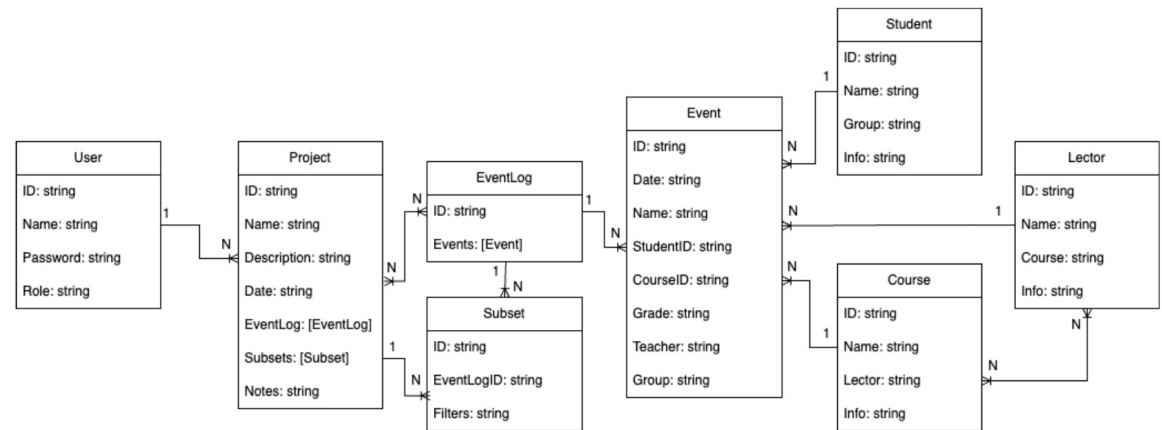 User
ID: string
Name: string
Password: string
Role: string
1
N
Project
ID: string
Name: string
Description: string
Date: string
EventLog: [EventLog]
Subsets: [Subset]
Notes: string
N
N
1
N
EventLog
ID: string
Events: [Event]
1
N
1
N
Subset
ID: string
EventLogID: string
Filters: string
Event
ID: string
Date: string
Name: string
StudentID: string
CourseID: string
Grade: string
Teacher: string
Group: string
N
1
N
1
N
1
Student
ID: string
Name: string
Group: string
Info: string
Course
ID: string
Name: string
Lector: string
Info: string
N
N
Lector
ID: string
Name: string
Course: string
Info: string